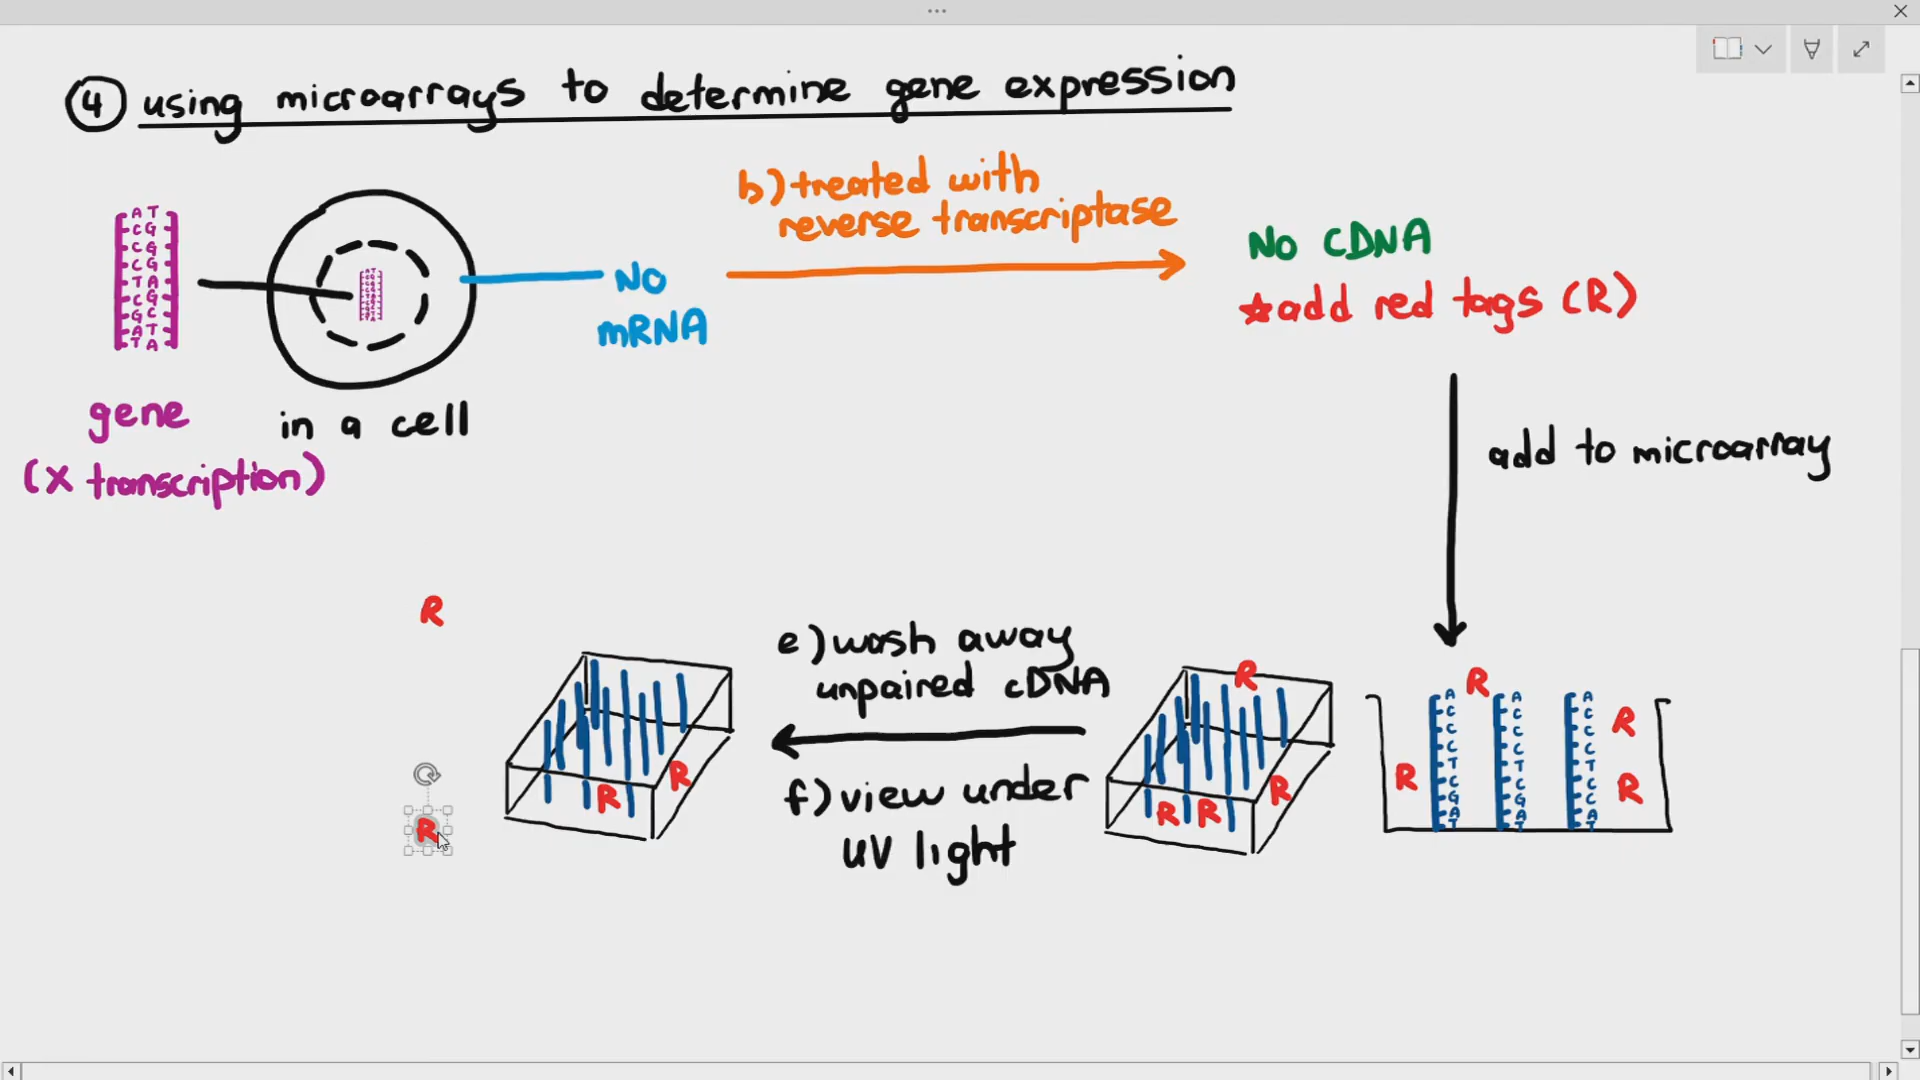 ④ using microarrays to determine gene expression
b) treated with
reverse transcriptase
A T
C G
C G
C G
T A
C G
G C
A T
T A
No
mRNA
No cDNA
*add red tags (R)
gene
in a cell
(X transcription)
add to microarray
R
R
e) wash away
unpaired cDNA
f) view under
UV light
R
R
R
R
R
R
R
R
R
R
R
A
C
C
C
T
C
G
A
T
A
C
C
C
T
C
G
A
T
A
C
C
C
T
C
C
A
T